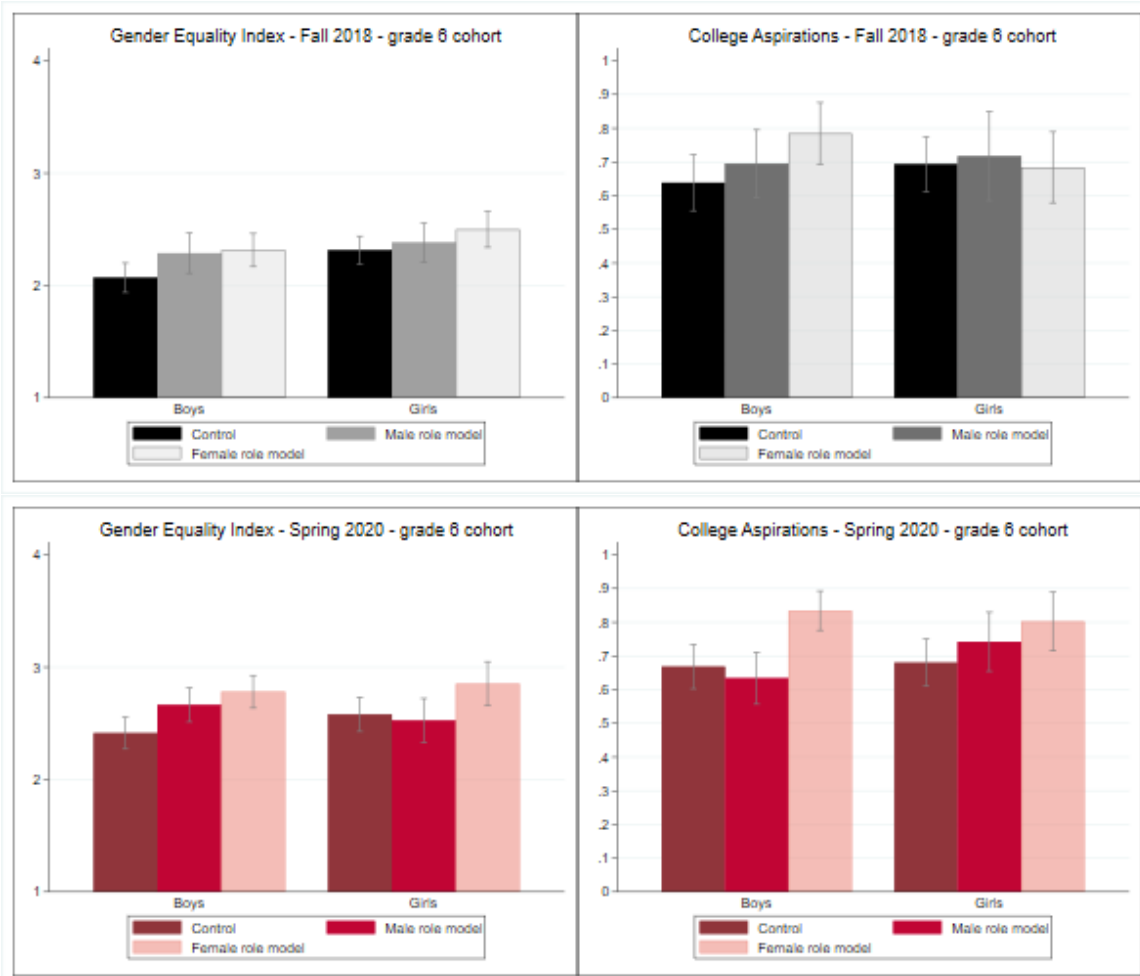 Gender Equality Index - Fall 2018 - grade 6 cohort
4
3
2
1
Boys
Girls
Control
Male role model
Female role model
College Aspirations - Fall 2018 - grade 6 cohort
1
.9
.8
.7
.6
.5
.4
.3
.2
.1
0
Boys
Girls
Control
Male role model
Female role model
Gender Equality Index - Spring 2020 - grade 6 cohort
4
3
2
1
Boys
Girls
Control
Male role model
Female role model
College Aspirations - Spring 2020 - grade 6 cohort
1
.9
.8
.7
.6
.5
.4
.3
.2
.1
0
Boys
Girls
Control
Male role model
Female role model